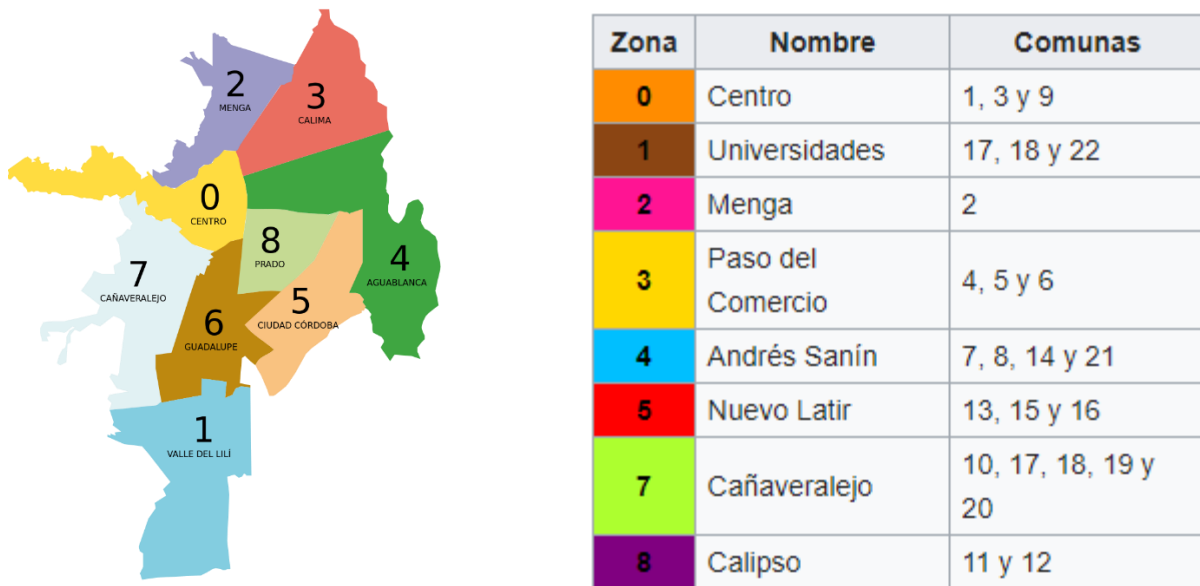 2
MENGA
3
CALIMA
0
CENTRO
8
PRADO
4
AGUABLANCA
7
CAÑAVERALEJO
5
CIUDAD CÓRDOBA
6
GUADALUPE
1
VALLE DEL LILÍ
Zona Nombre Comunas
0 Centro 1, 3 y 9
1 Universidades 17, 18 y 22
2 Menga 2
3 Paso del
Comercio 4, 5 y 6
4 Andrés Sanín 7, 8, 14 y 21
5 Nuevo Latir 13, 15 y 16
7 Cañaveralejo 10, 17, 18, 19 y
20
8 Calipso 11 y 12